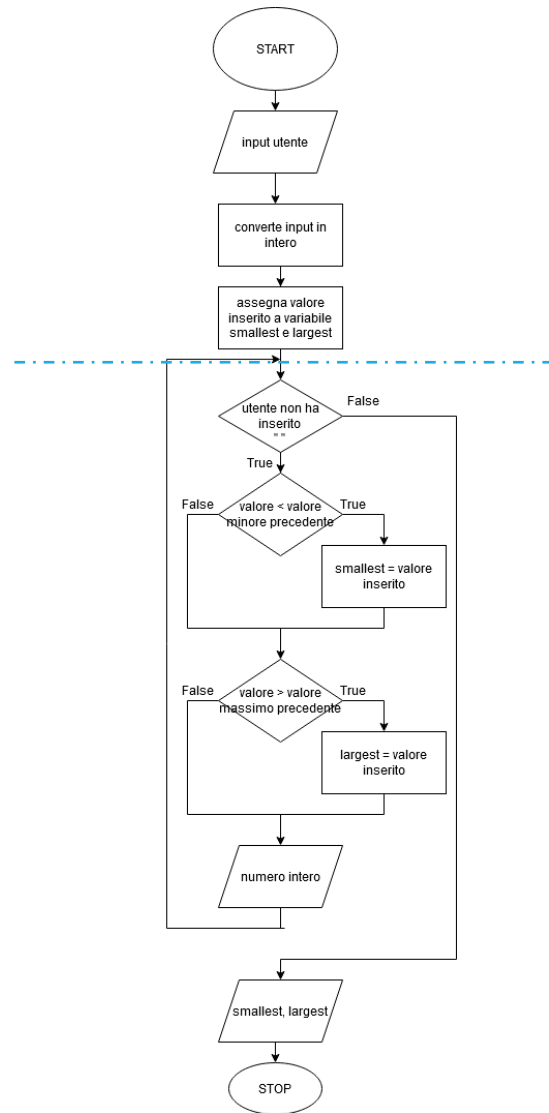 START
input utente
converte input in
intero
assegna valore
inserito a variabile
smallest e largest
utente non ha
inserito
" "
False
True
False
valore < valore
minore precedente
True
smallest = valore
inserito
False
valore > valore
massimo precedente
True
largest = valore
inserito
numero intero
smallest, largest
STOP